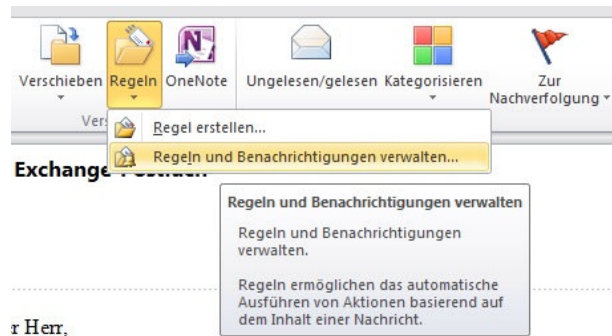 Verschieben Regeln OneNote Ungelesen/gelesen Kategorisieren Zur
Nachverfolgung
Ver
Regel erstellen...
Regeln und Benachrichtigungen verwalten...
Exchange
Regeln und Benachrichtigungen verwalten
Regeln und Benachrichtigungen
verwalten.
Regeln ermöglichen das automatische
Ausführen von Aktionen basierend auf
dem Inhalt einer Nachricht.
r Herr,